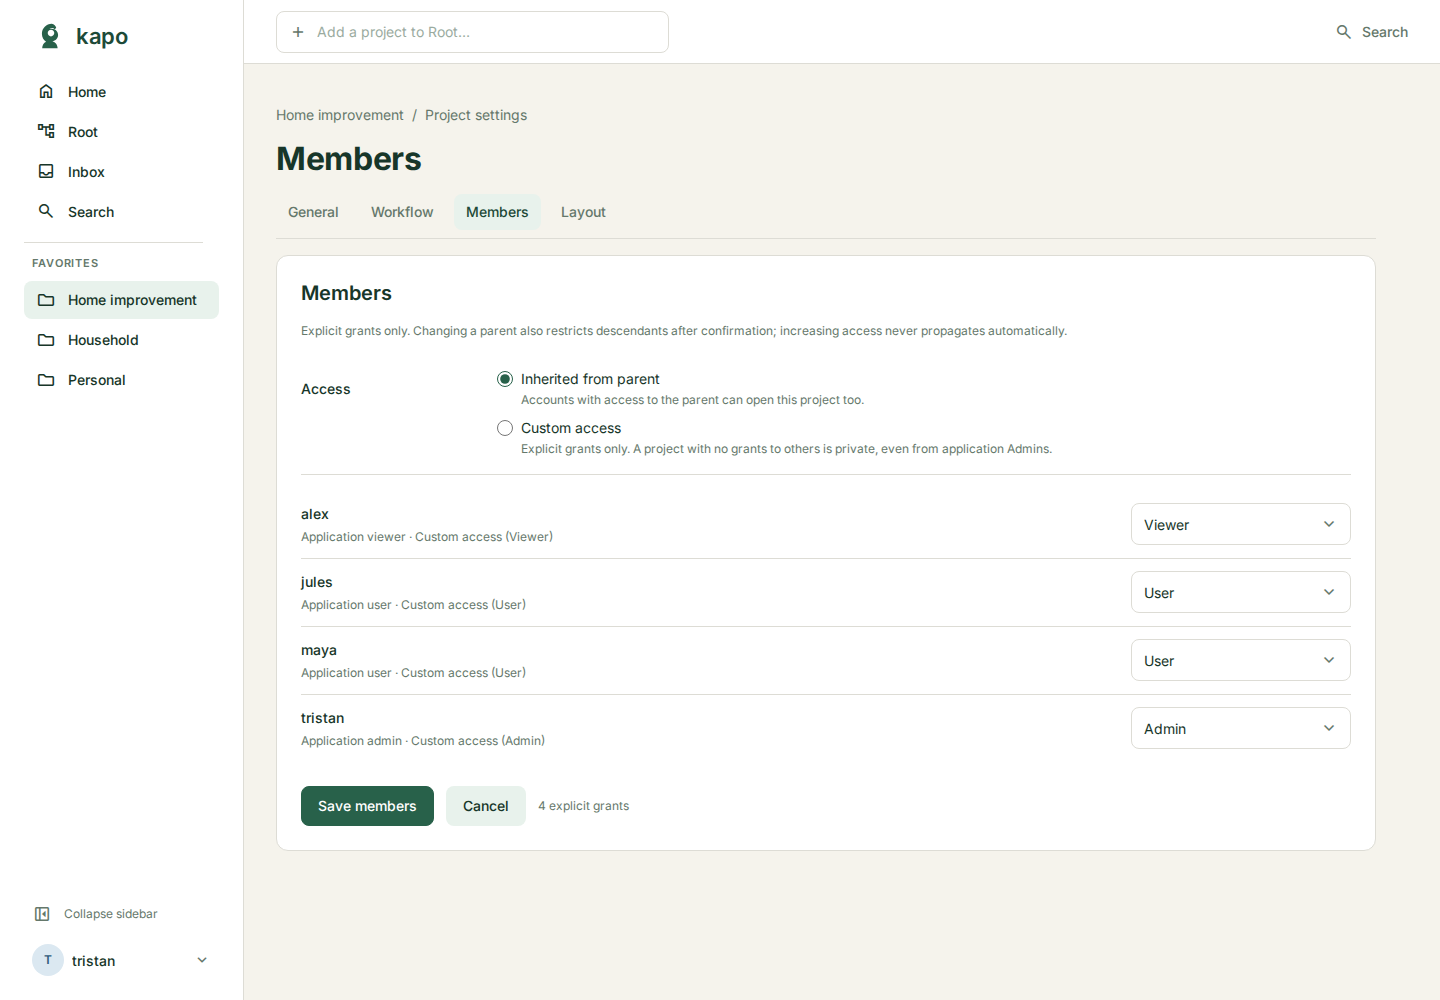 kapo
Add a project to Root...
Search
Home
Root
Inbox
Search
FAVORITES
Home improvement
Household
Personal
Collapse sidebar
T
tristan
Home improvement / Project settings
Members
General
Workflow
Members
Layout
Members
Explicit grants only. Changing a parent also restricts descendants after confirmation; increasing access never propagates automatically.
Access
Inherited from parent
Accounts with access to the parent can open this project too.
Custom access
Explicit grants only. A project with no grants to others is private, even from application Admins.
alex
Application viewer · Custom access (Viewer)
Viewer
jules
Application user · Custom access (User)
User
maya
Application user · Custom access (User)
User
tristan
Application admin · Custom access (Admin)
Admin
Save members
Cancel
4 explicit grants